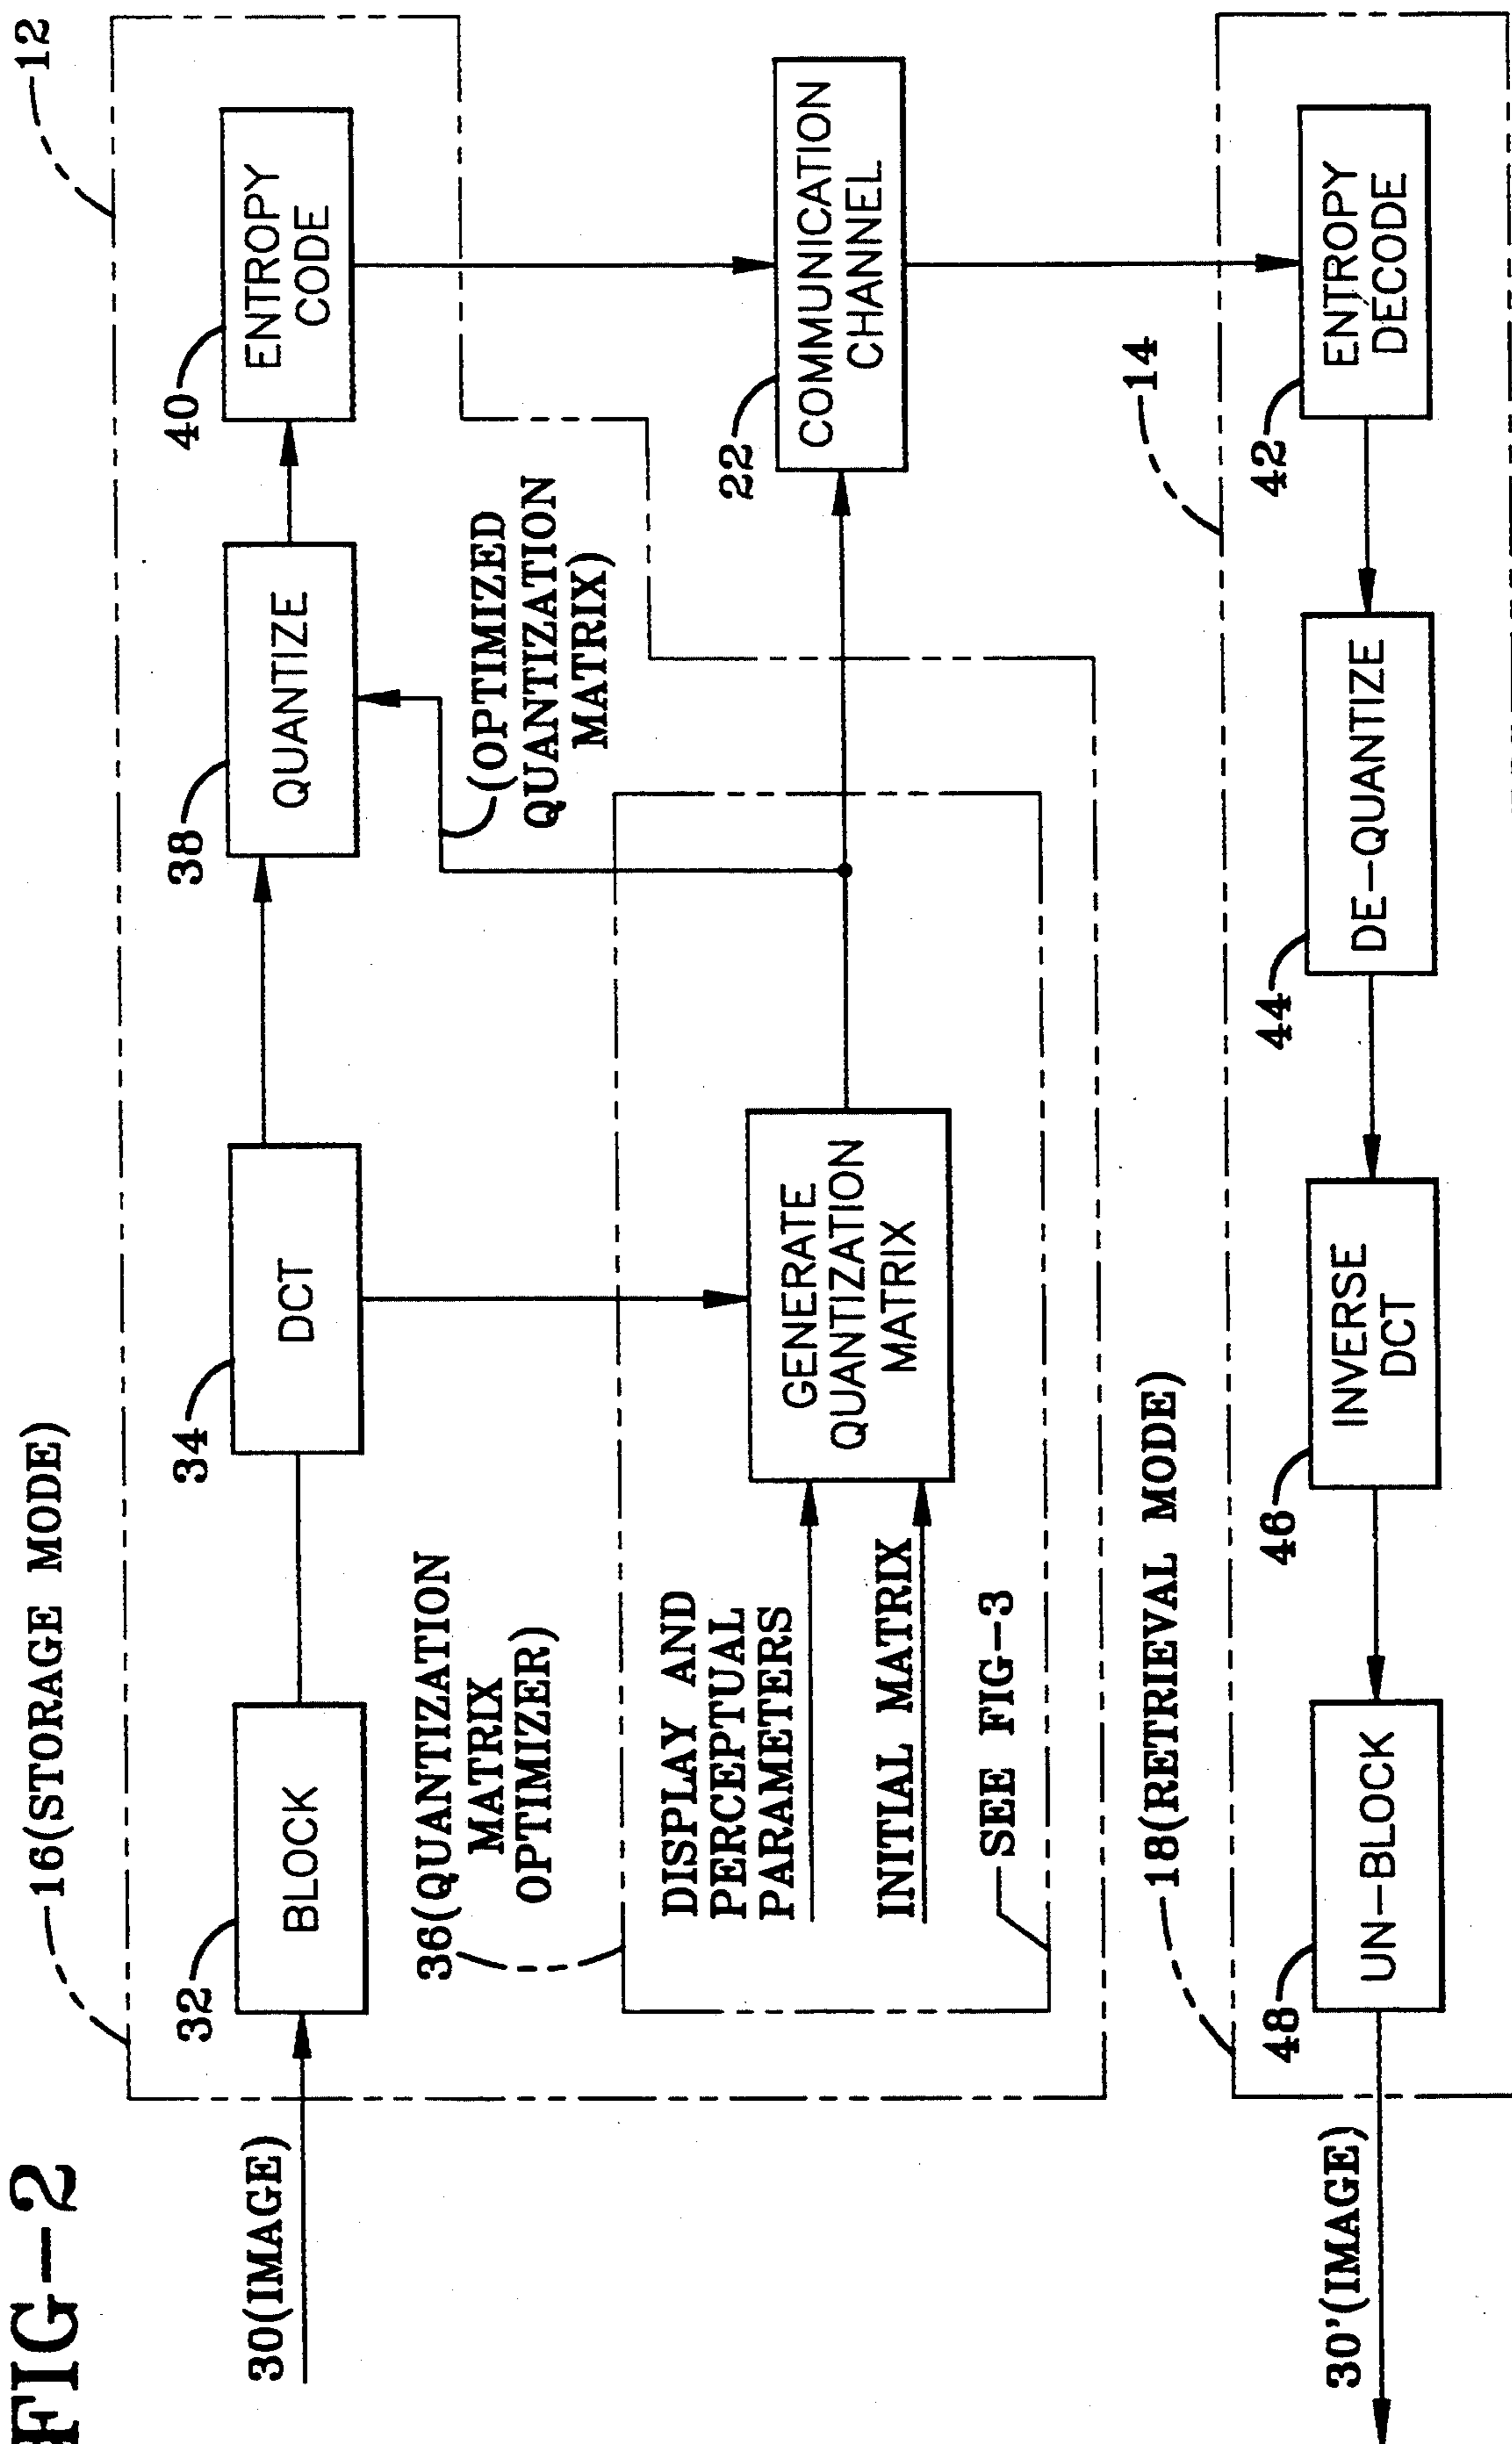 FIG-2
16(STORAGE MODE)
12
30(IMAGE)
32
BLOCK
34
DCT
38
QUANTIZE
40
ENTROPY
CODE
36(QUANTIZATION
MATRIX
OPTIMIZER)
(OPTIMIZED
QUANTIZATION
MATRIX)
DISPLAY AND
PERCEPTUAL
PARAMETERS
INITIAL MATRIX
GENERATE
QUANTIZATION
MATRIX
SEE FIG-3
22
COMMUNICATION
CHANNEL
18(RETRIEVAL MODE)
14
30'(IMAGE)
48
UN-BLOCK
46
INVERSE
DCT
44
DE-QUANTIZE
42
ENTROPY
DECODE